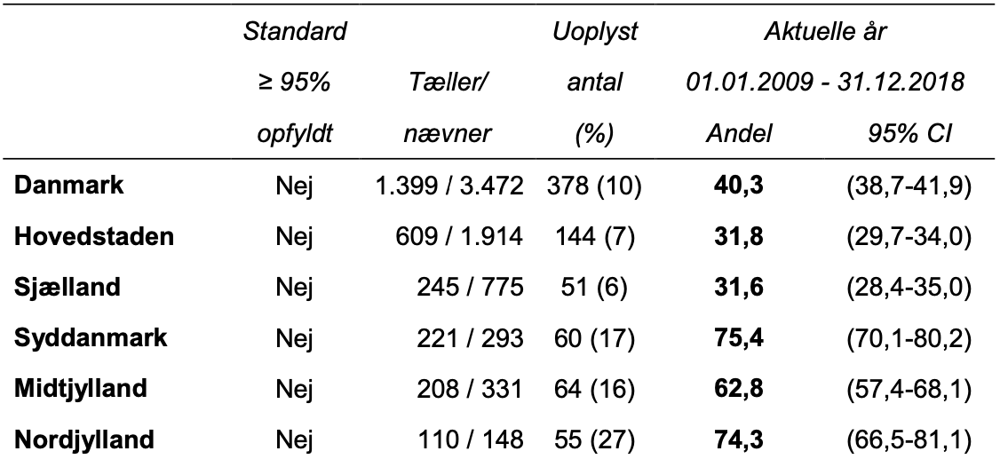 Standard Uoplyst Aktuelle år
≥ 95% Tæller/ antal 01.01.2009 - 31.12.2018
opfyldt nævner (%) Andel 95% CI
Danmark Nej 1.399 / 3.472 378 (10) 40,3 (38,7-41,9)
Hovedstaden Nej 609 / 1.914 144 (7) 31,8 (29,7-34,0)
Sjælland Nej 245 / 775 51 (6) 31,6 (28,4-35,0)
Syddanmark Nej 221 / 293 60 (17) 75,4 (70,1-80,2)
Midtjylland Nej 208 / 331 64 (16) 62,8 (57,4-68,1)
Nordjylland Nej 110 / 148 55 (27) 74,3 (66,5-81,1)